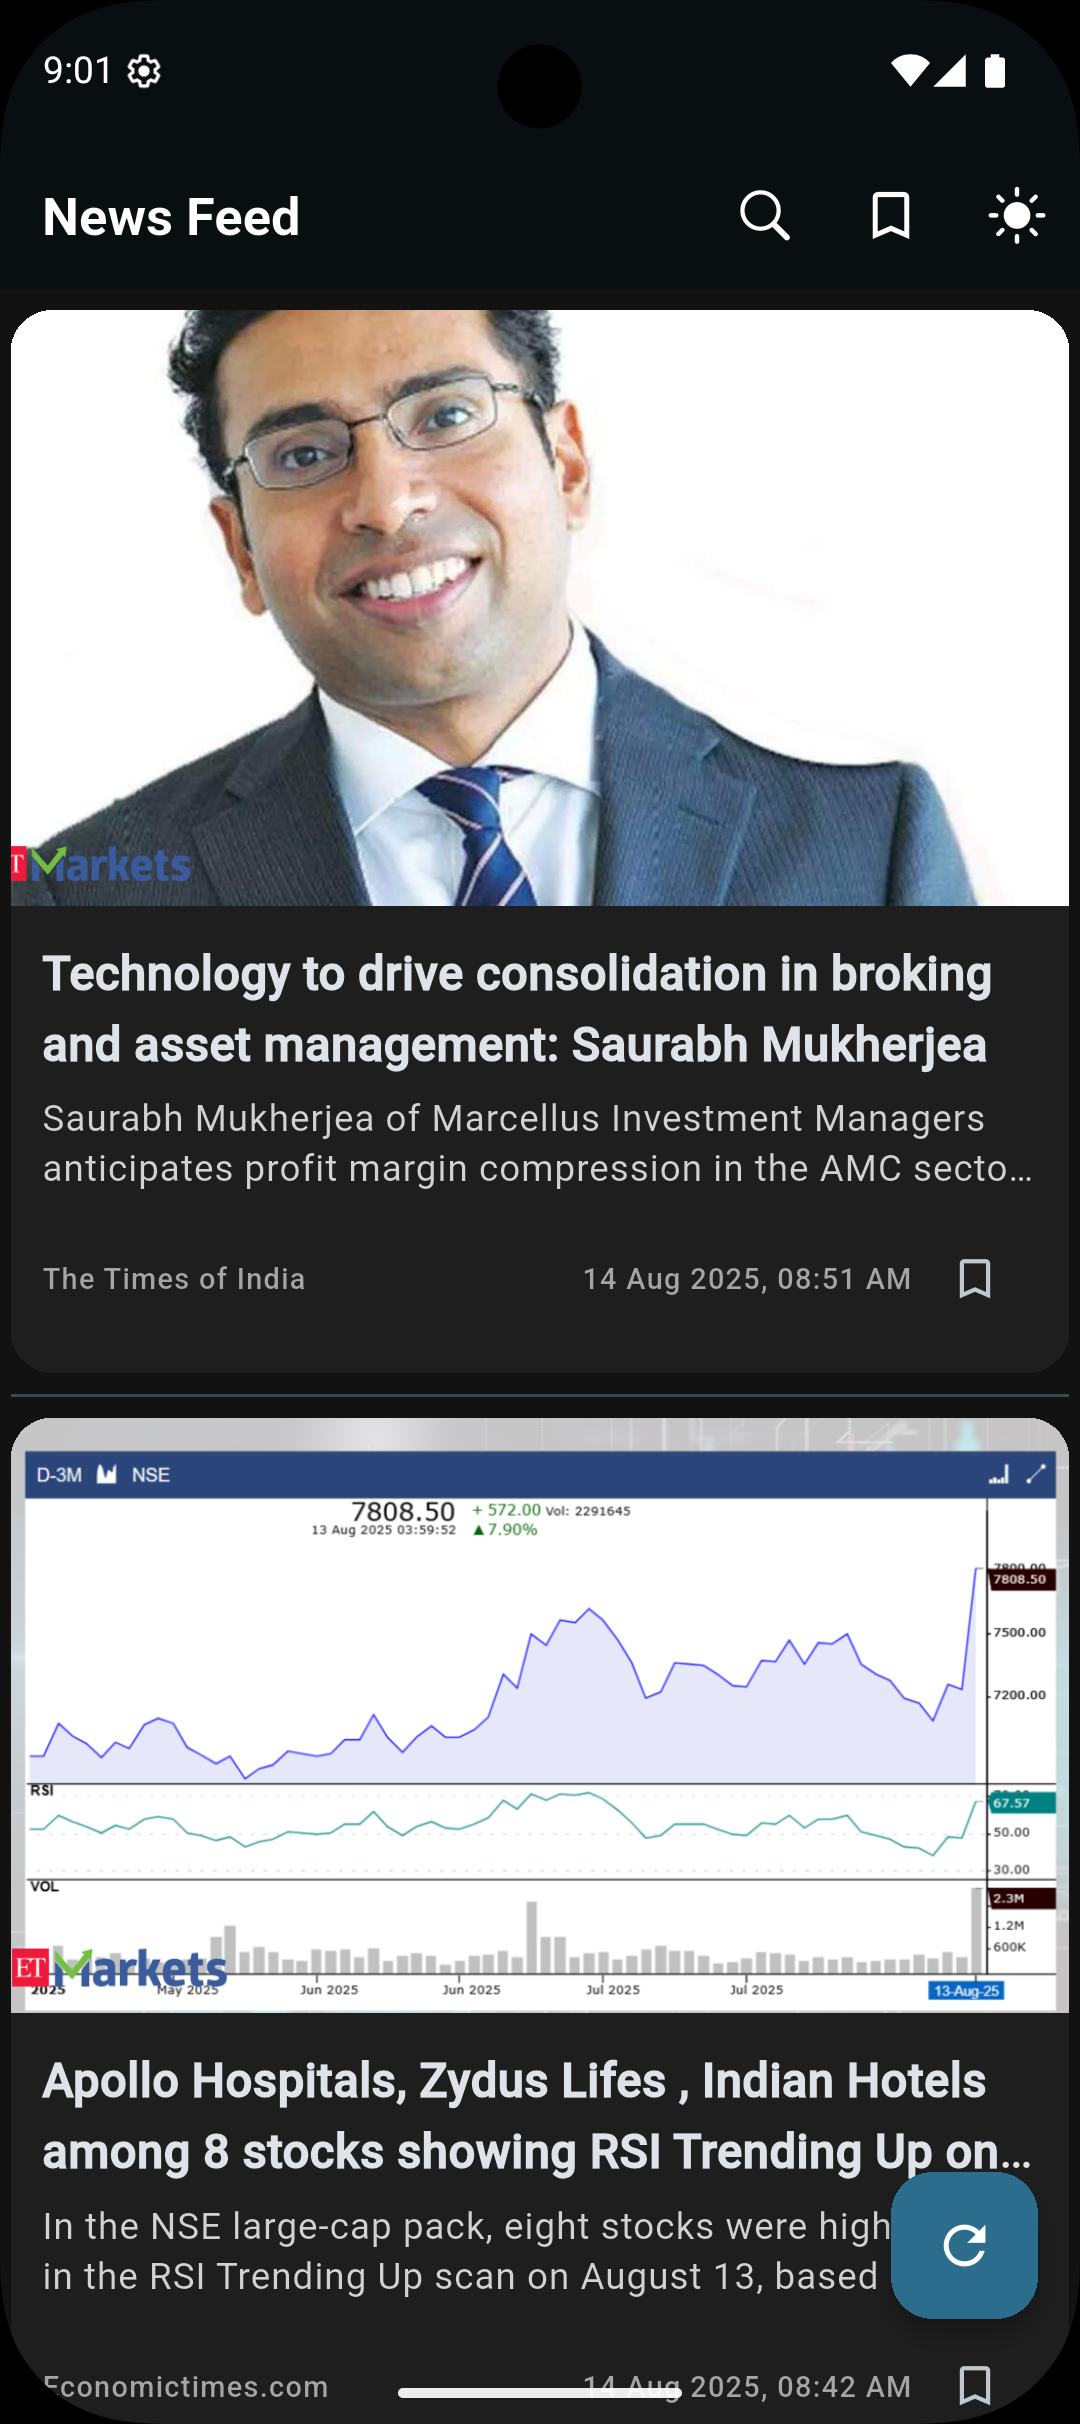 9:01
News Feed
T Markets
Technology to drive consolidation in broking
and asset management: Saurabh Mukherjea
Saurabh Mukherjea of Marcellus Investment Managers
anticipates profit margin compression in the AMC secto...
The Times of India
14 Aug 2025, 08:51 AM
D-3M NSE
7808.50 + 572.00 Vol: 2291645
13 Aug 2025 03:59:52 ▲7.90%
7800.00
7808.50
7500.00
7200.00
RSI
67.57
50.00
30.00
VOL
2.3M
1.2M
600K
ET Markets
2025 May 2025 Jun 2025 Jun 2025 Jul 2025 Jul 2025 13-Aug-25
Apollo Hospitals, Zydus Lifes , Indian Hotels
among 8 stocks showing RSI Trending Up on...
In the NSE large-cap pack, eight stocks were high
in the RSI Trending Up scan on August 13, based
Economictimes.com
14 Aug 2025, 08:42 AM